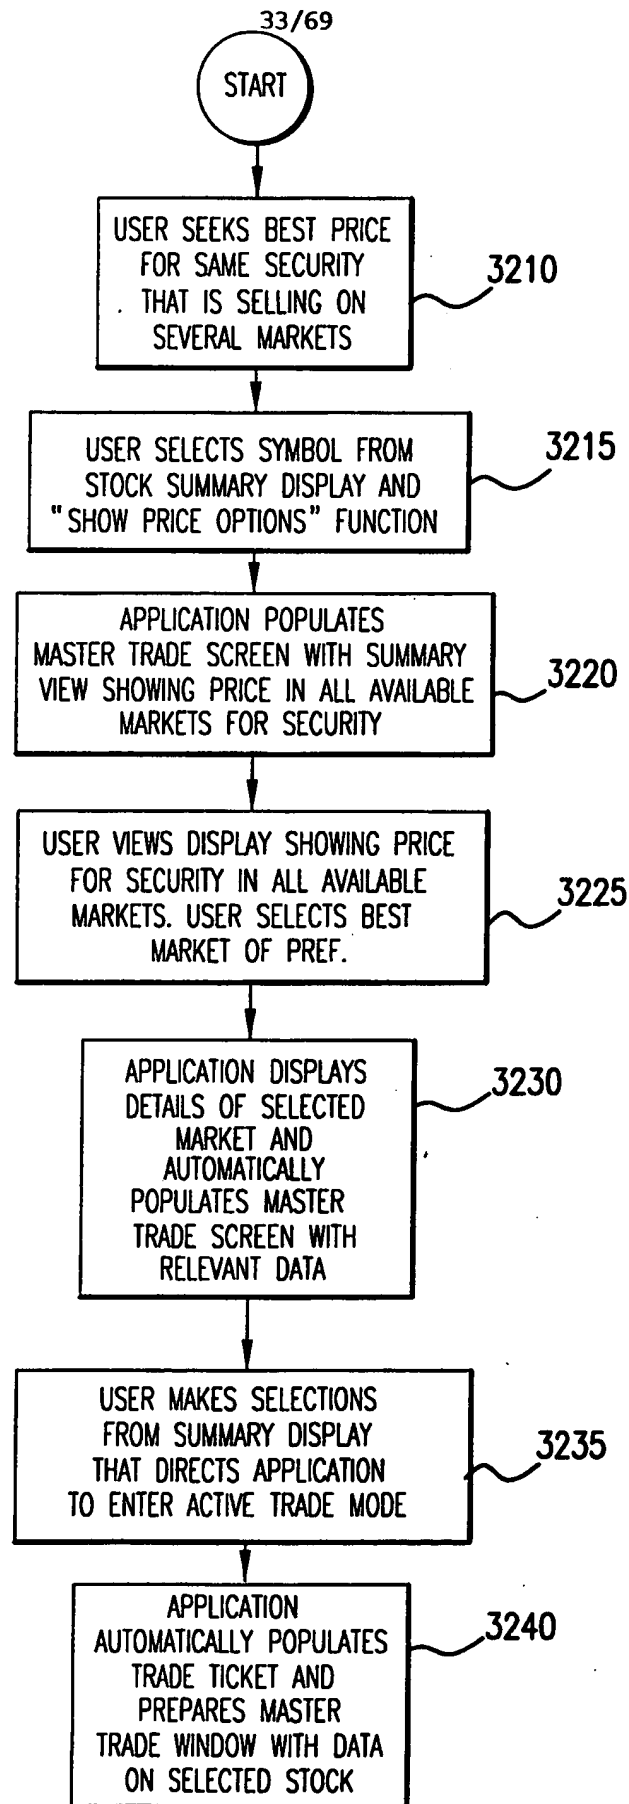 33/69
START
USER SEEKS BEST PRICE
FOR SAME SECURITY
THAT IS SELLING ON
SEVERAL MARKETS
3210
USER SELECTS SYMBOL FROM
STOCK SUMMARY DISPLAY AND
"SHOW PRICE OPTIONS" FUNCTION
3215
APPLICATION POPULATES
MASTER TRADE SCREEN WITH SUMMARY
VIEW SHOWING PRICE IN ALL AVAILABLE
MARKETS FOR SECURITY
3220
USER VIEWS DISPLAY SHOWING PRICE
FOR SECURITY IN ALL AVAILABLE
MARKETS. USER SELECTS BEST
MARKET OF PREF.
3225
APPLICATION DISPLAYS
DETAILS OF SELECTED
MARKET AND
AUTOMATICALLY
POPULATES MASTER
TRADE SCREEN WITH
RELEVANT DATA
3230
USER MAKES SELECTIONS
FROM SUMMARY DISPLAY
THAT DIRECTS APPLICATION
TO ENTER ACTIVE TRADE MODE
3235
APPLICATION
AUTOMATICALLY POPULATES
TRADE TICKET AND
PREPARES MASTER
TRADE WINDOW WITH DATA
ON SELECTED STOCK
3240